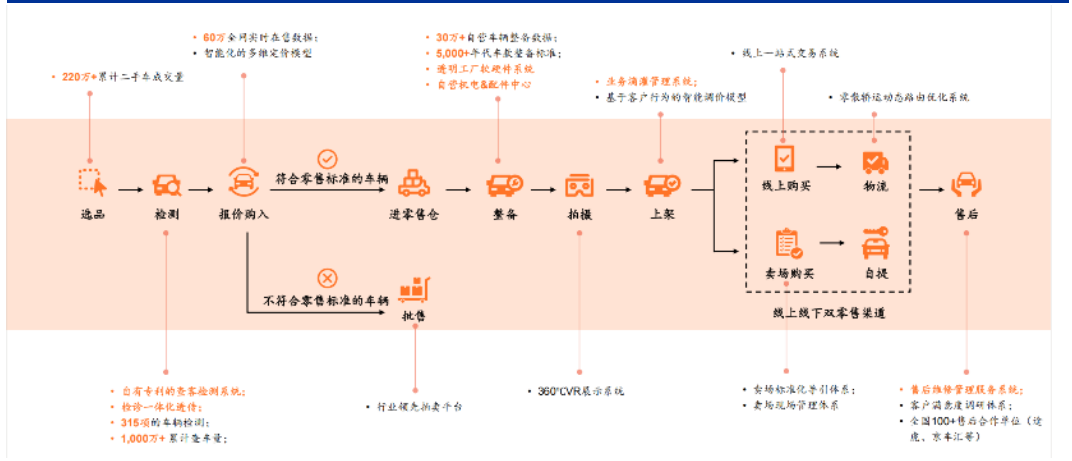 60万全网实时在售数据;
智能化的多维定价模型
30万+自营车辆整备数据;
5,000+年代车款整备标准;
透明工厂软硬件系统
自营机电&配件中心
220万+累计二手车成交量
业务滴灌管理系统;
基于客户行为的智能调价模型
线上一站式交易系统
零散轿运动态路由优化系统
选品
检测
报价购入
符合零售标准的车辆
进零售仓
整备
拍摄
上架
线上购买
物流
售后
不符合零售标准的车辆
批售
卖场购买
自提
线上线下双零售渠道
自有专利的查客检测系统;
检诊一体化遗传;
315项的车辆检测;
1,000万+累计查车量;
行业领先拍卖平台
360°CVR展示系统
卖场标准化导引体系;
卖场现场管理体系
售后维修管理服务系统;
客户满意度调研体系;
全国100+售后合作单位(途
虎、京车汇等)